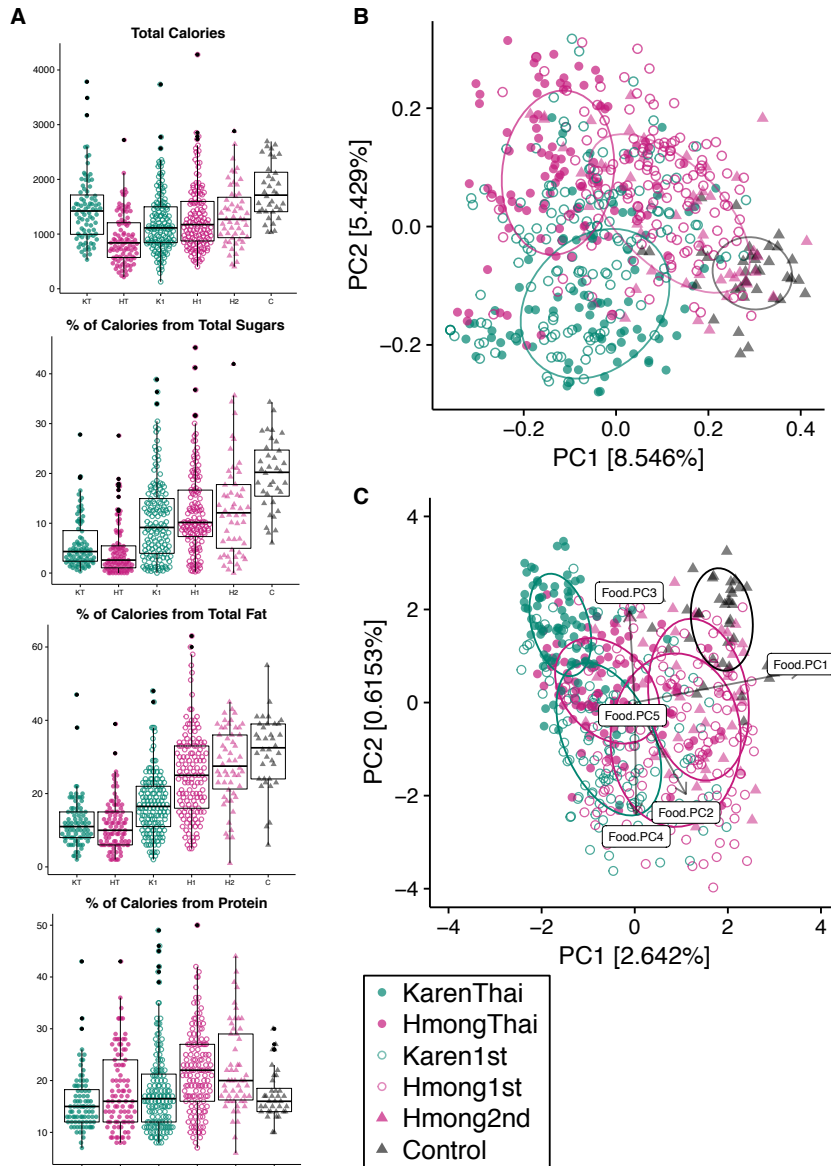 A
Total Calories
4000
3000
2000
1000
0
KT HT K1 H1 H2 C
% of Calories from Total Sugars
40
30
20
10
0
KT HT K1 H1 H2 C
% of Calories from Total Fat
60
40
20
0
KT HT K1 H1 H2 C
% of Calories from Protein
50
40
30
20
10
B
PC2 [5.429%]
0.2
0.0
−0.2
−0.2 0.0 0.2 0.4
PC1 [8.546%]
C
PC2 [0.6153%]
4
2
0
−2
−4
Food.PC3
Food.PC1
Food.PC5
Food.PC2
Food.PC4
−4 −2 0 2 4
PC1 [2.642%]
KarenThai
HmongThai
Karen1st
Hmong1st
Hmong2nd
Control